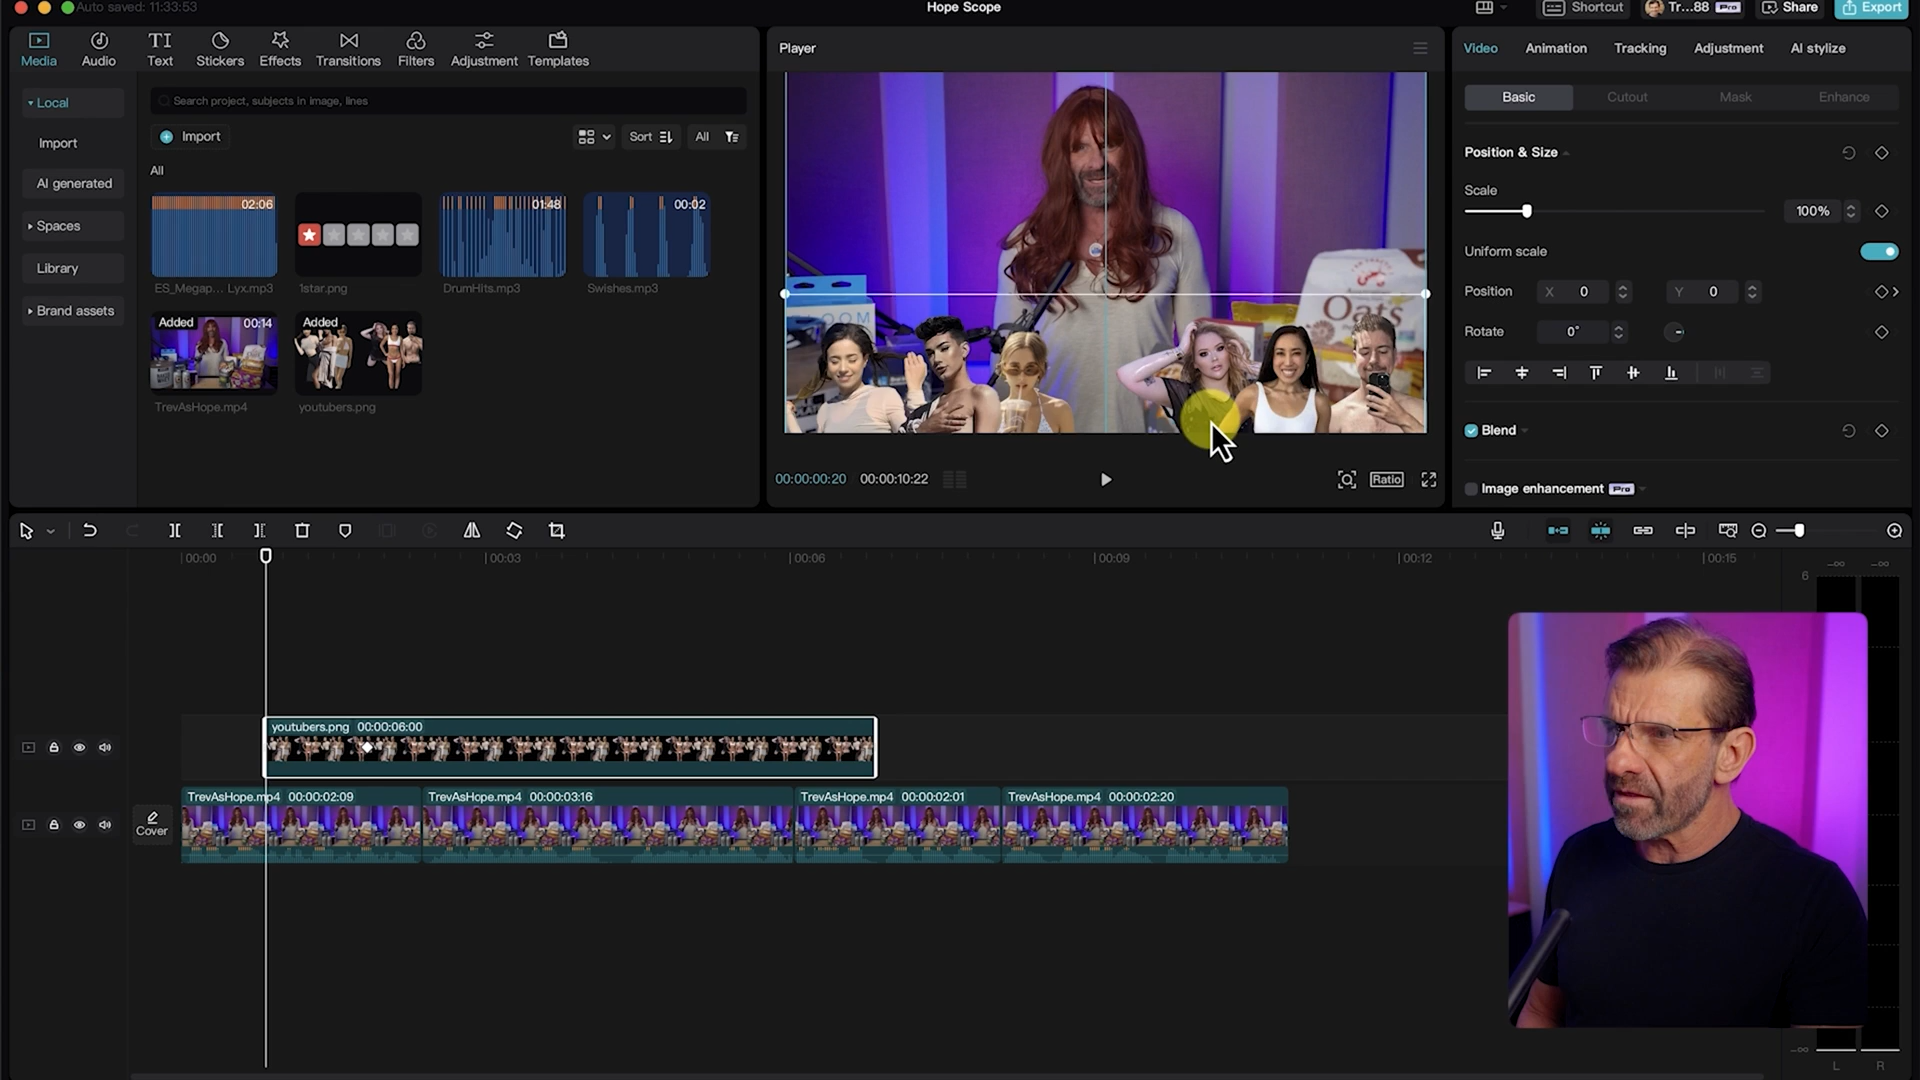 Auto saved: 11:33:53
Hope Scope
Shortcut
Tr...88 Pro
Share
Export
Media
Audio
TI
Text
Stickers
Effects
Transitions
Filters
Adjustment
Templates
Local
Import
AI generated
Spaces
Library
Brand assets
Search project, subjects in image, lines
Import
Sort
All
All
02:06
ES_Megap... Lyx.mp3
1star.png
01:48
DrumHits.mp3
00:02
Swishes.mp3
Added 00:14
TrevAsHope.mp4
Added
youtubers.png
Player
Oats
00:00:00:20 00:00:10:22
Ratio
Video
Animation
Tracking
Adjustment
AI stylize
Basic
Cutout
Mask
Enhance
Position & Size
Scale
100%
Uniform scale
Position X 0 Y 0
Rotate 0°
Blend
Image enhancement Pro
00:00
00:03
00:06
00:09
00:12
00:15
youtubers.png 00:00:06:00
Cover
TrevAsHope.mp4 00:00:02:09
TrevAsHope.mp4 00:00:03:16
TrevAsHope.mp4 00:00:02:01
TrevAsHope.mp4 00:00:02:20
-∞ -∞
6
-∞
L R